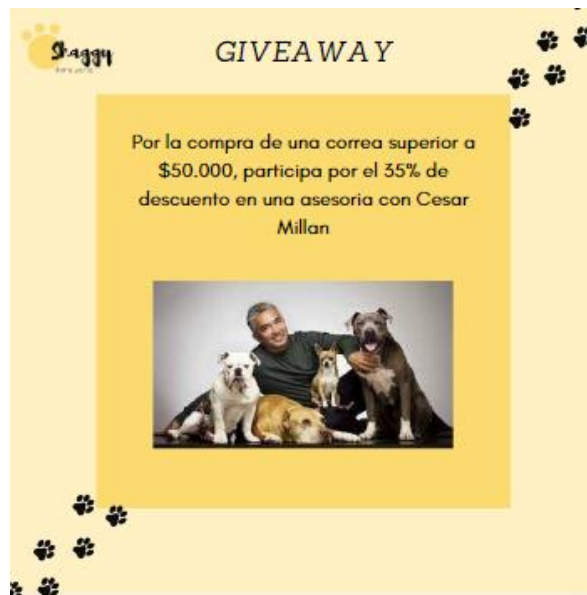 Shaggy
GIVEAWAY
Por la compra de una correa superior a
$50.000, participa por el 35% de
descuento en una asesoria con Cesar
Millan